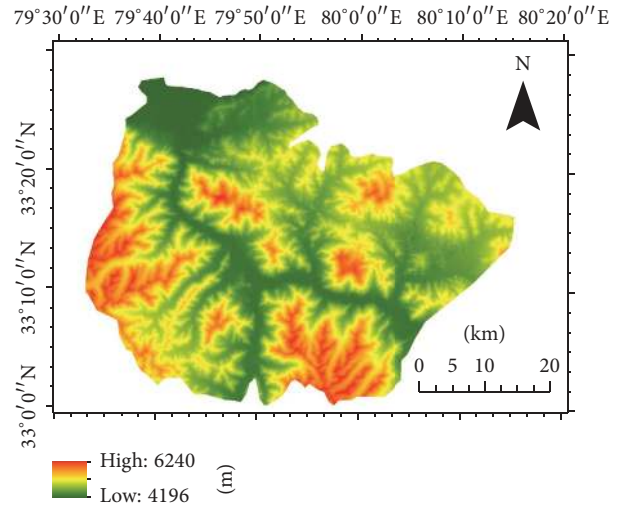 79°30′0″E 79°40′0″E 79°50′0″E 80°0′0″E 80°10′0″E 80°20′0″E
N
33°20′0″N
33°10′0″N
33°0′0″N
(km)
0 5 10 20
High: 6240
Low: 4196
(m)